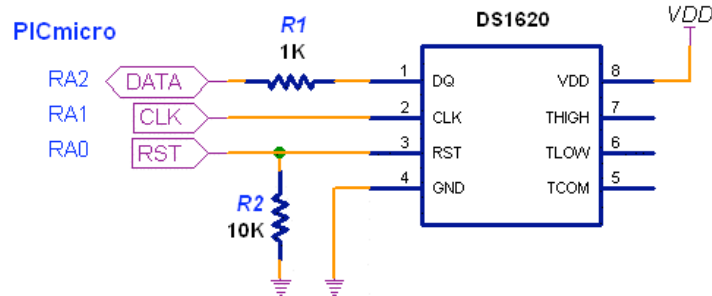 PICmicro
DS1620
VDD
R1
1K
RA2 DATA 1 DQ VDD 8
RA1 CLK 2 CLK THIGH 7
RA0 RST 3 RST TLOW 6
4 GND TCOM 5
R2
10K